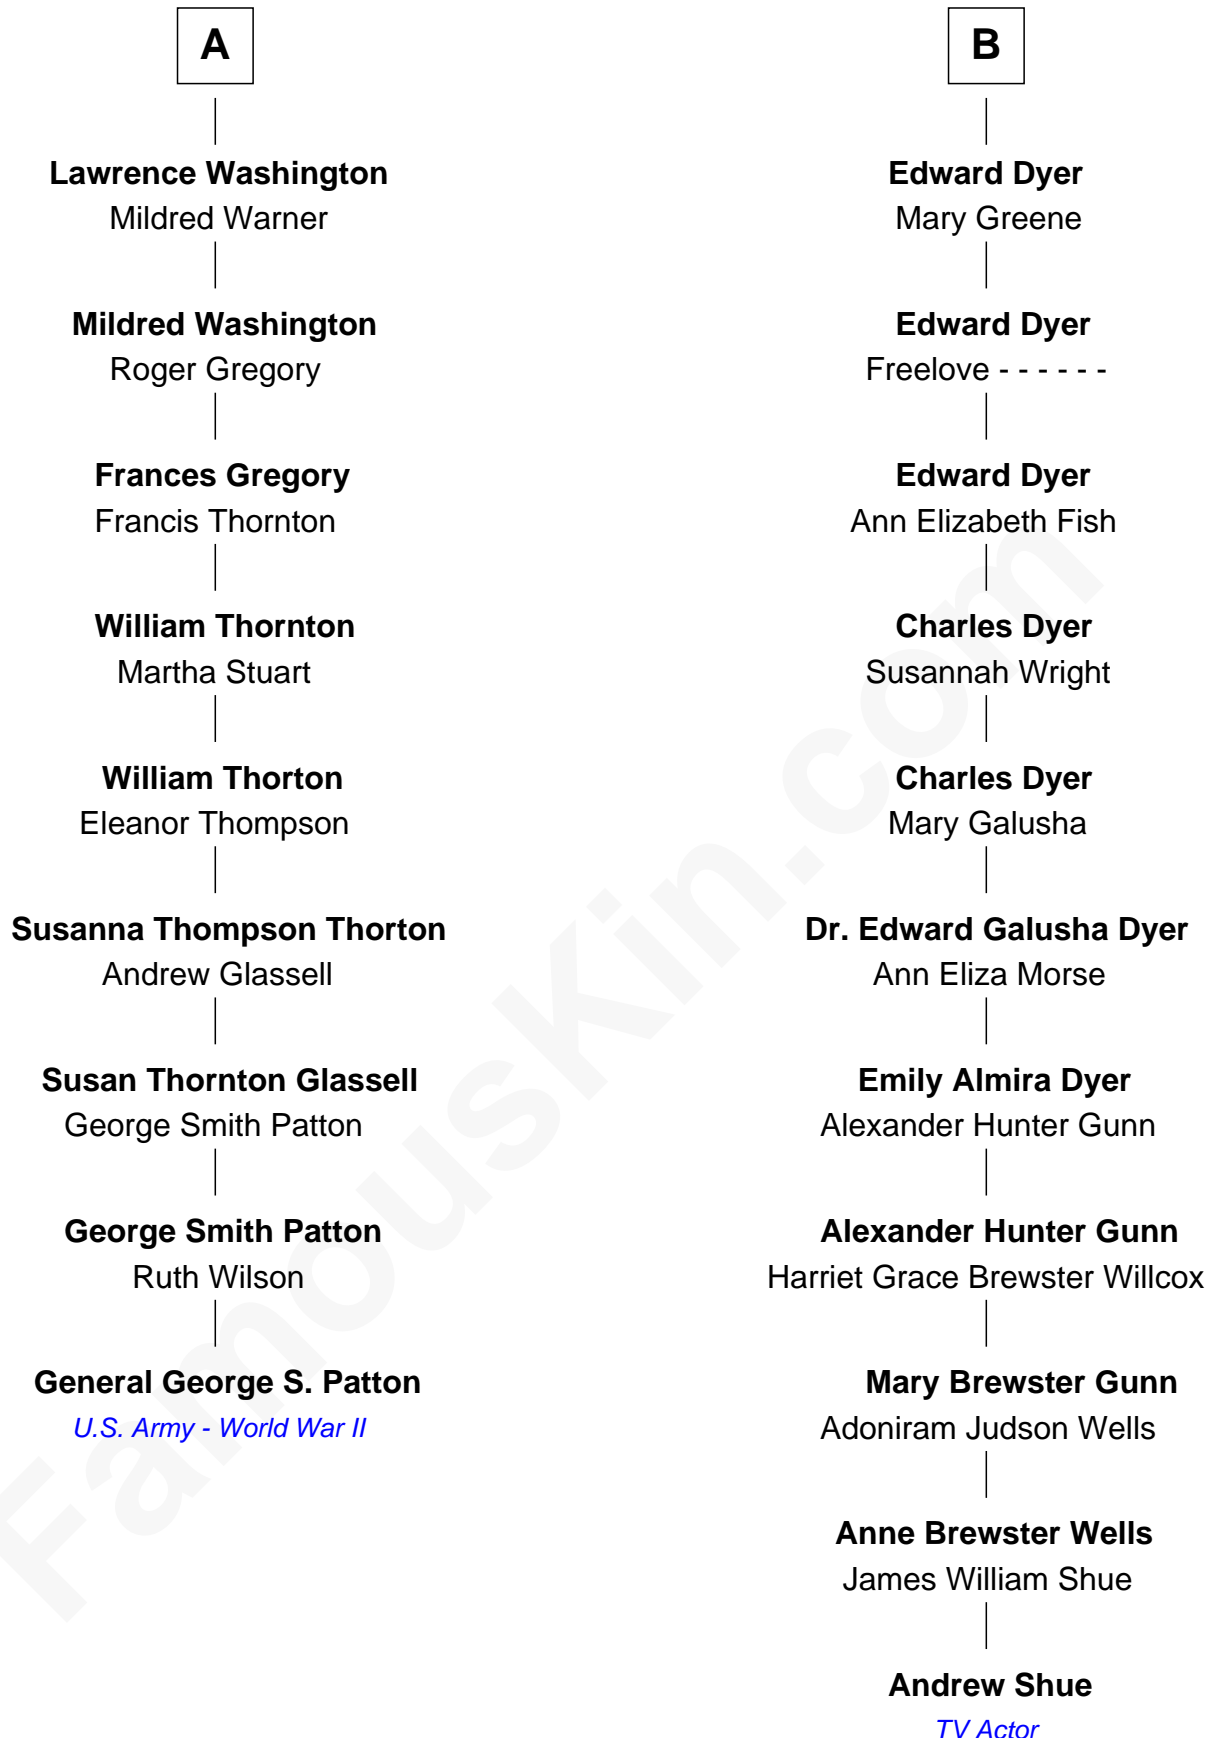 A
Lawrence Washington
Mildred Warner
Mildred Washington
Roger Gregory
Frances Gregory
Francis Thornton
William Thornton
Martha Stuart
William Thorton
Eleanor Thompson
Susanna Thompson Thorton
Andrew Glassell
Susan Thornton Glassell
George Smith Patton
George Smith Patton
Ruth Wilson
General George S. Patton
U.S. Army - World War II
B
Edward Dyer
Mary Greene
Edward Dyer
Freelove - - - - - -
Edward Dyer
Ann Elizabeth Fish
Charles Dyer
Susannah Wright
Charles Dyer
Mary Galusha
Dr. Edward Galusha Dyer
Ann Eliza Morse
Emily Almira Dyer
Alexander Hunter Gunn
Alexander Hunter Gunn
Harriet Grace Brewster Willcox
Mary Brewster Gunn
Adoniram Judson Wells
Anne Brewster Wells
James William Shue
Andrew Shue
TV Actor
FamousKin.com